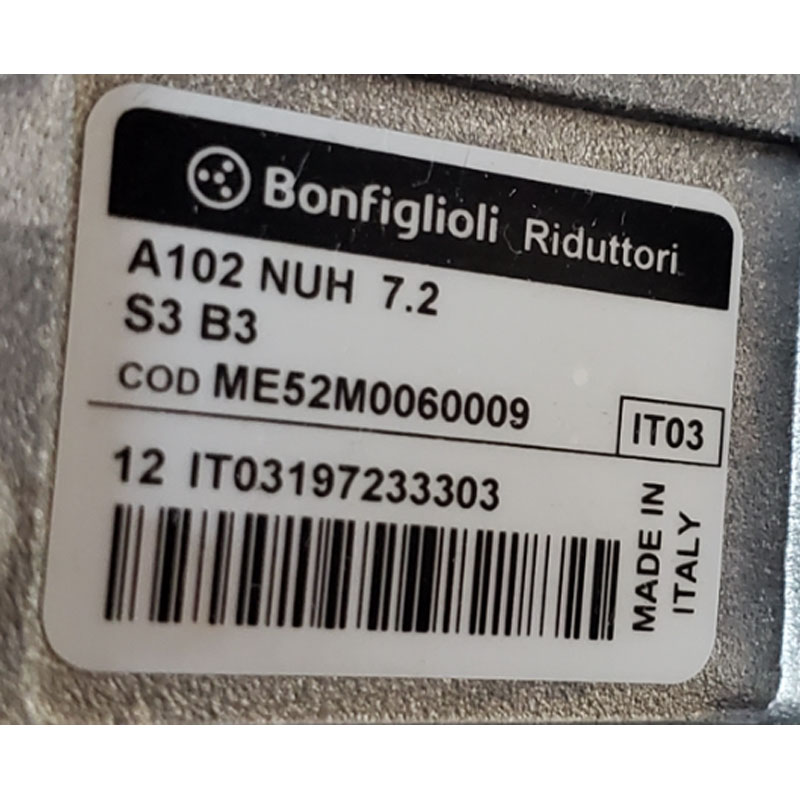 Bonfiglioli Riduttori
A102 NUH 7.2
S3 B3
COD ME52M0060009
IT03
12 IT03197233303
MADE IN
ITALY